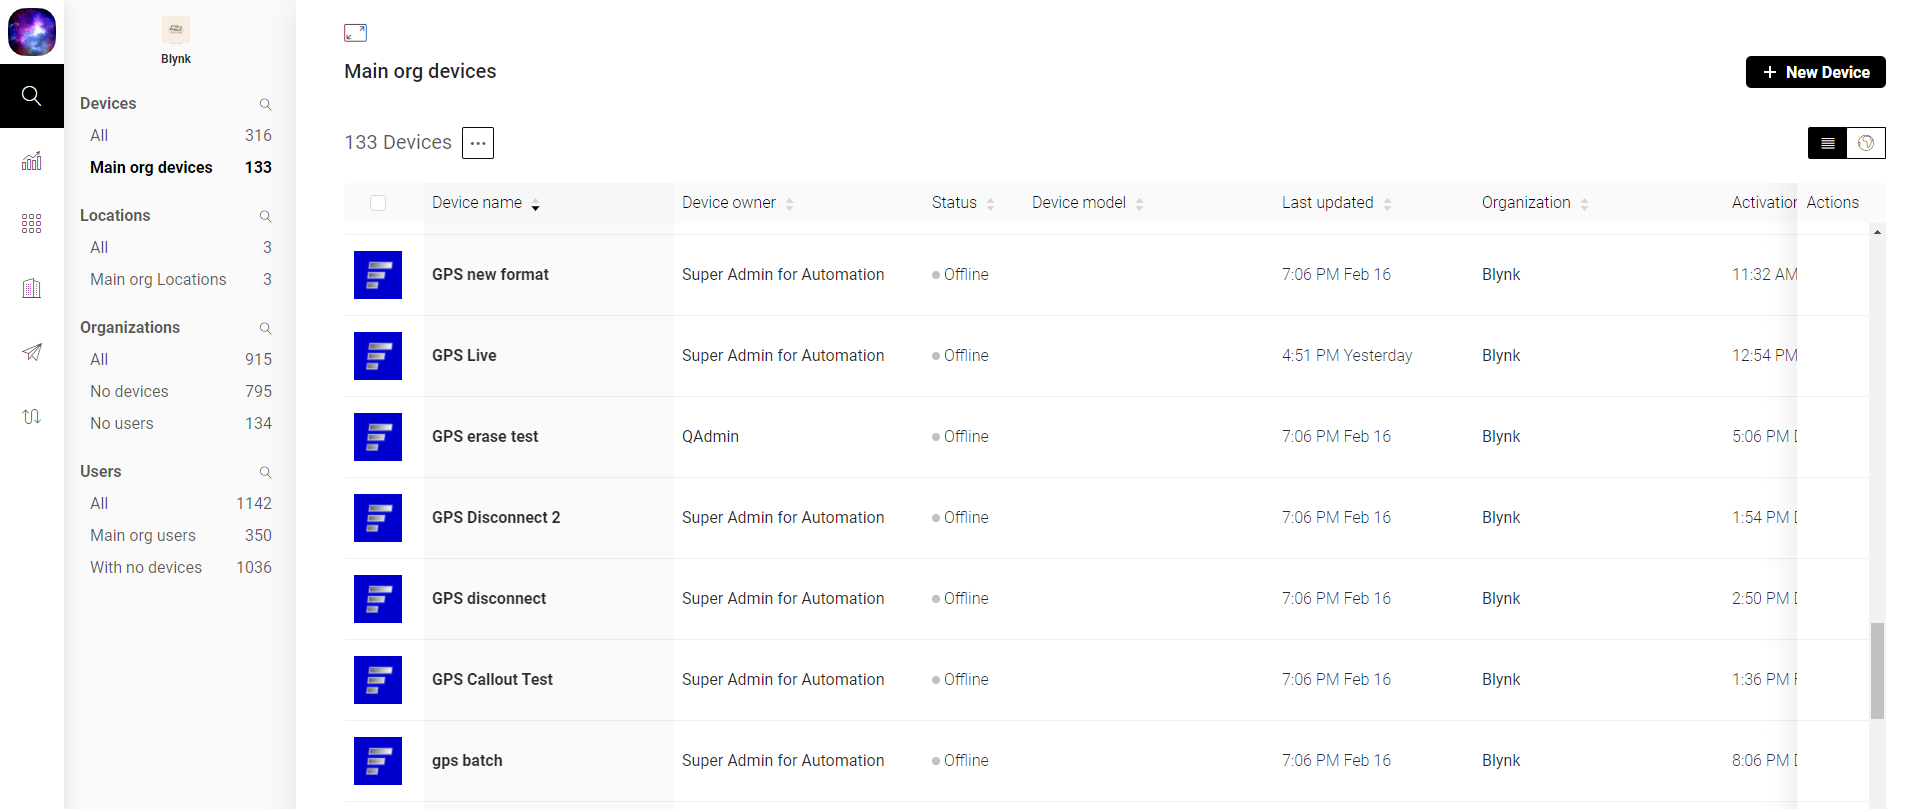 Blynk
Devices
All 316
Main org devices 133
Locations
All 3
Main org Locations 3
Organizations
All 915
No devices 795
No users 134
Users
All 1142
Main org users 350
With no devices 1036
Main org devices
+ New Device
133 Devices ...
Device name Device owner Status Device model Last updated Organization Activation Actions
GPS new format Super Admin for Automation Offline 7:06 PM Feb 16 Blynk 11:32 AM
GPS Live Super Admin for Automation Offline 4:51 PM Yesterday Blynk 12:54 PM
GPS erase test QAdmin Offline 7:06 PM Feb 16 Blynk 5:06 PM
GPS Disconnect 2 Super Admin for Automation Offline 7:06 PM Feb 16 Blynk 1:54 PM
GPS disconnect Super Admin for Automation Offline 7:06 PM Feb 16 Blynk 2:50 PM
GPS Callout Test Super Admin for Automation Offline 7:06 PM Feb 16 Blynk 1:36 PM
gps batch Super Admin for Automation Offline 7:06 PM Feb 16 Blynk 8:06 PM